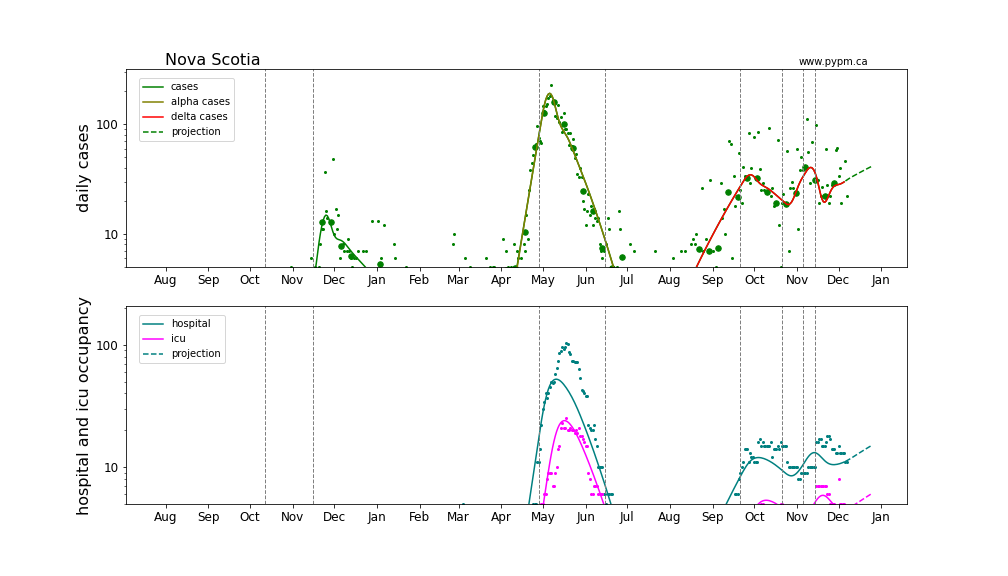 Nova Scotia
www.pypm.ca
daily cases
cases
alpha cases
delta cases
projection
100
10
Aug Sep Oct Nov Dec Jan Feb Mar Apr May Jun Jul Aug Sep Oct Nov Dec Jan
hospital and icu occupancy
hospital
icu
projection
100
10
Aug Sep Oct Nov Dec Jan Feb Mar Apr May Jun Jul Aug Sep Oct Nov Dec Jan